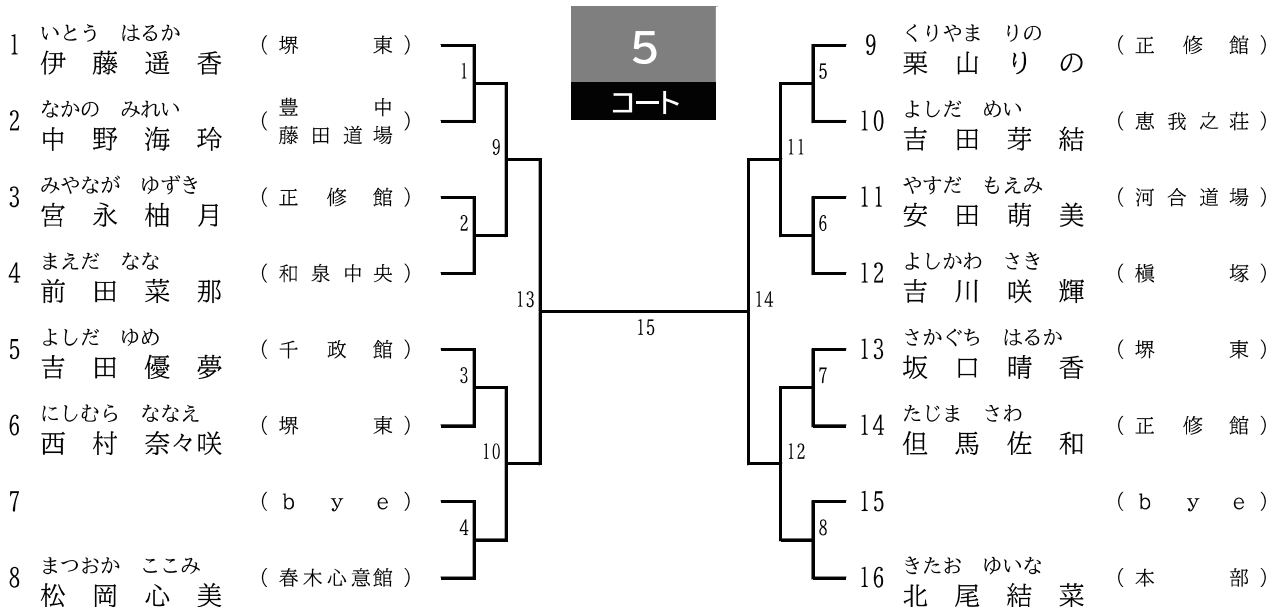 5
コート
1 いとう はるか
伊藤遥香 (堺東)
2 なかの みれい
中野海玲 (豊中藤田道場)
3 みやなが ゆずき
宮永柚月 (正修館)
4 まえだ なな
前田菜那 (和泉中央)
5 よしだ ゆめ
吉田優夢 (千政館)
6 にしむら ななえ
西村奈々咲 (堺東)
7 (bye)
8 まつおか ここみ
松岡心美 (春木心意館)
1
2
3
4
9
10
13
15
14
11
12
5
6
7
8
9 くりやま りの
栗山りの (正修館)
10 よしだ めい
吉田芽結 (恵我之荘)
11 やすだ もえみ
安田萌美 (河合道場)
12 よしかわ さき
吉川咲輝 (槇塚)
13 さかぐち はるか
坂口晴香 (堺東)
14 たじま さわ
但馬佐和 (正修館)
15 (bye)
16 きたお ゆいな
北尾結菜 (本部)